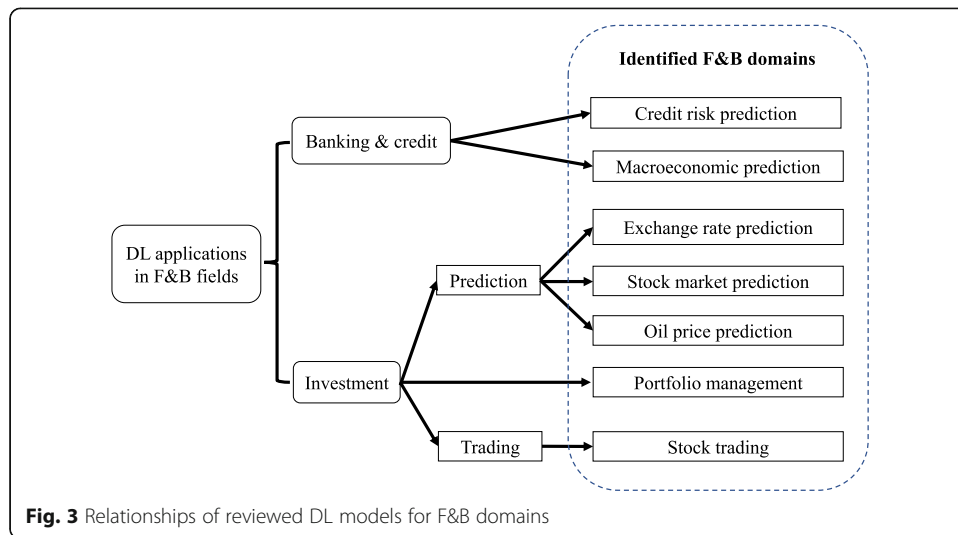 Identified F&B domains
Credit risk prediction
Banking & credit
Macroeconomic prediction
Exchange rate prediction
DL applications
in F&B fields
Prediction
Stock market prediction
Oil price prediction
Investment
Portfolio management
Trading
Stock trading
Fig. 3 Relationships of reviewed DL models for F&B domains